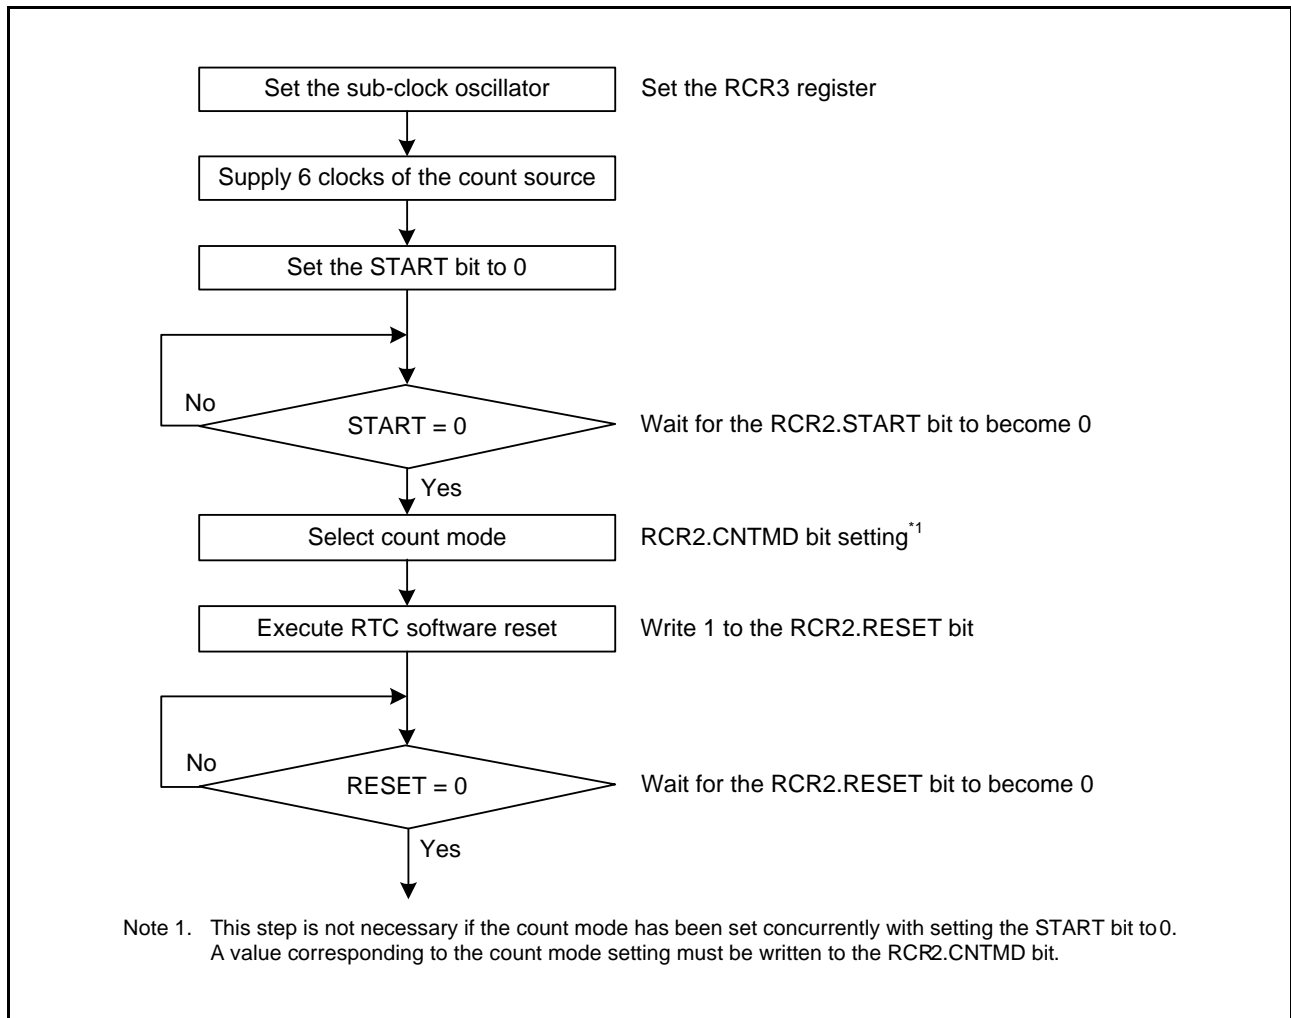 Set the sub-clock oscillator
Set the RCR3 register
Supply 6 clocks of the count source
Set the START bit to 0
No
START = 0
Wait for the RCR2.START bit to become 0
Yes
Select count mode
RCR2.CNTMD bit setting*1
Execute RTC software reset
Write 1 to the RCR2.RESET bit
No
RESET = 0
Wait for the RCR2.RESET bit to become 0
Yes
Note 1. This step is not necessary if the count mode has been set concurrently with setting the START bit to 0.
A value corresponding to the count mode setting must be written to the RCR2.CNTMD bit.